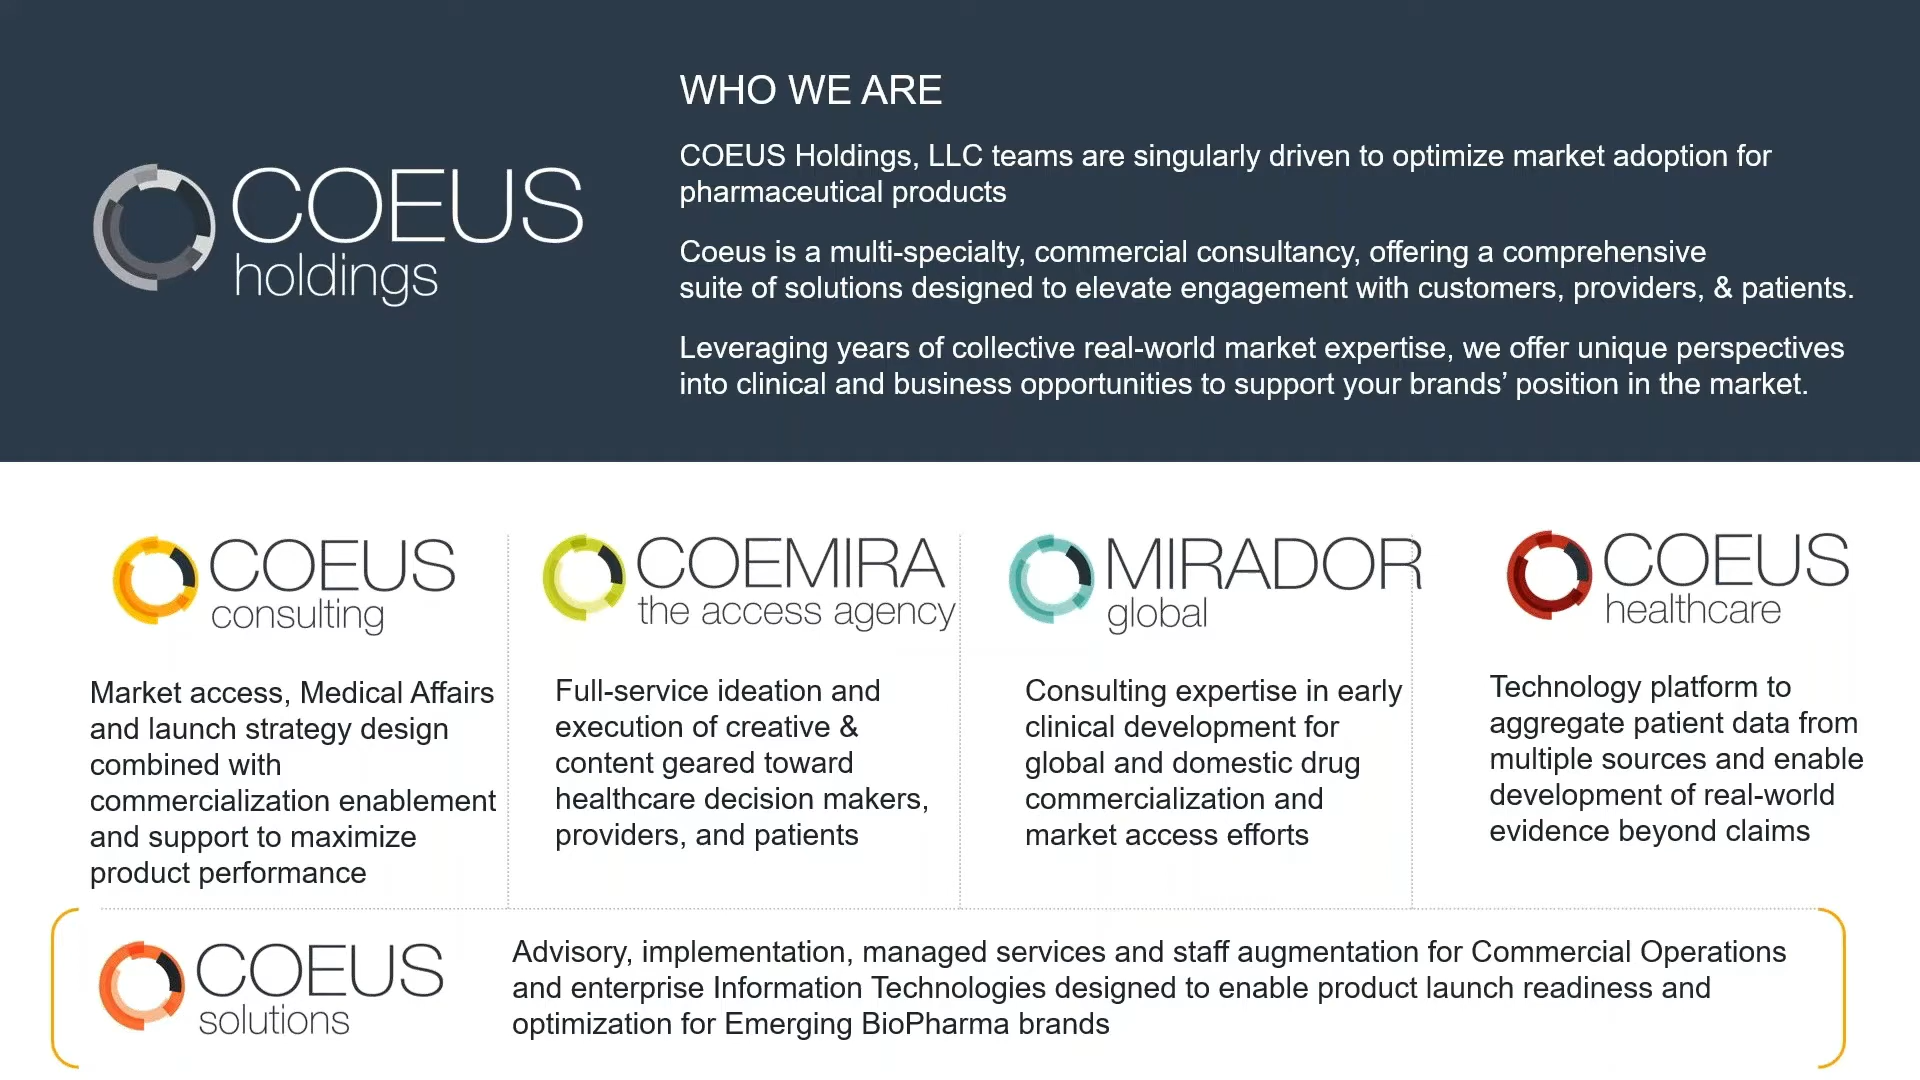 WHO WE ARE
COEUS
holdings
COEUS Holdings, LLC teams are singularly driven to optimize market adoption for
pharmaceutical products
Coeus is a multi-specialty, commercial consultancy, offering a comprehensive
suite of solutions designed to elevate engagement with customers, providers, & patients.
Leveraging years of collective real-world market expertise, we offer unique perspectives
into clinical and business opportunities to support your brands’ position in the market.
COEUS
consulting
Market access, Medical Affairs
and launch strategy design
combined with
commercialization enablement
and support to maximize
product performance
COEMIRA
the access agency
Full-service ideation and
execution of creative &
content geared toward
healthcare decision makers,
providers, and patients
MIRADOR
global
Consulting expertise in early
clinical development for
global and domestic drug
commercialization and
market access efforts
COEUS
healthcare
Technology platform to
aggregate patient data from
multiple sources and enable
development of real-world
evidence beyond claims
COEUS
solutions
Advisory, implementation, managed services and staff augmentation for Commercial Operations
and enterprise Information Technologies designed to enable product launch readiness and
optimization for Emerging BioPharma brands